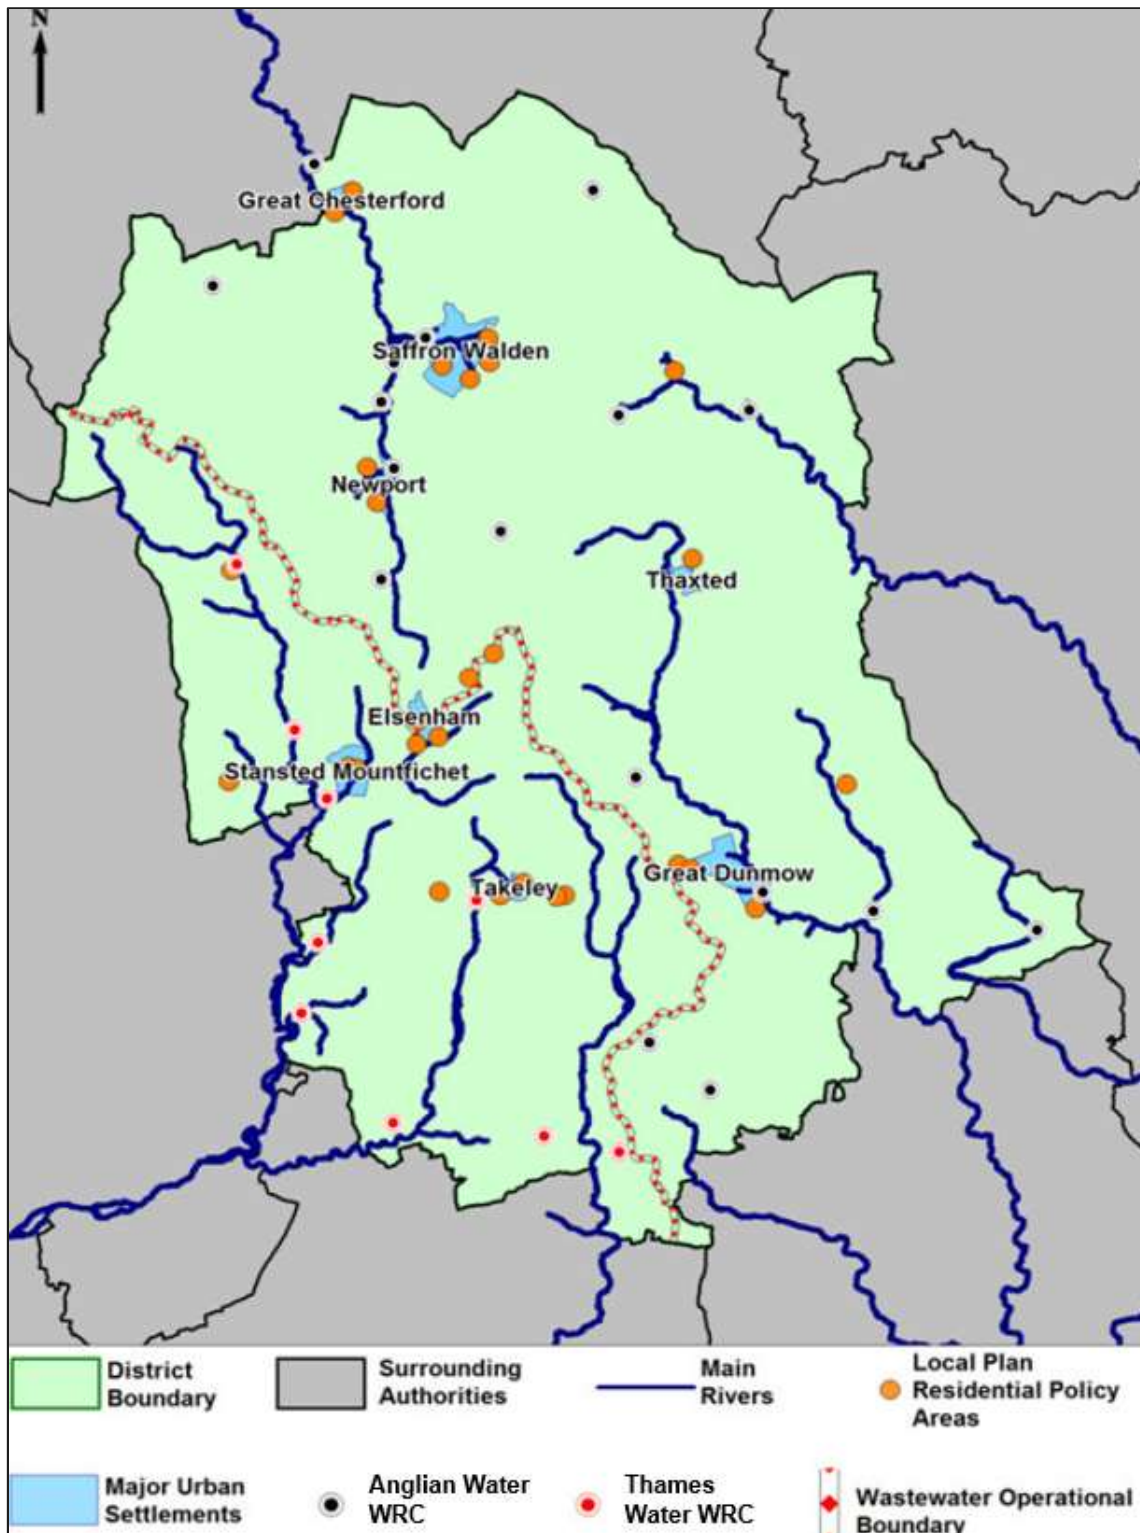 N
Great Chesterford
Saffron Walden
Newport
Thaxted
Elsenham
Stansted Mountfichet
Great Dunmow
Takeley
District
Boundary
Surrounding
Authorities
Main
Rivers
Local Plan
Residential Policy
Areas
Major Urban
Settlements
Anglian Water
WRC
Thames
Water WRC
Wastewater Operational
Boundary